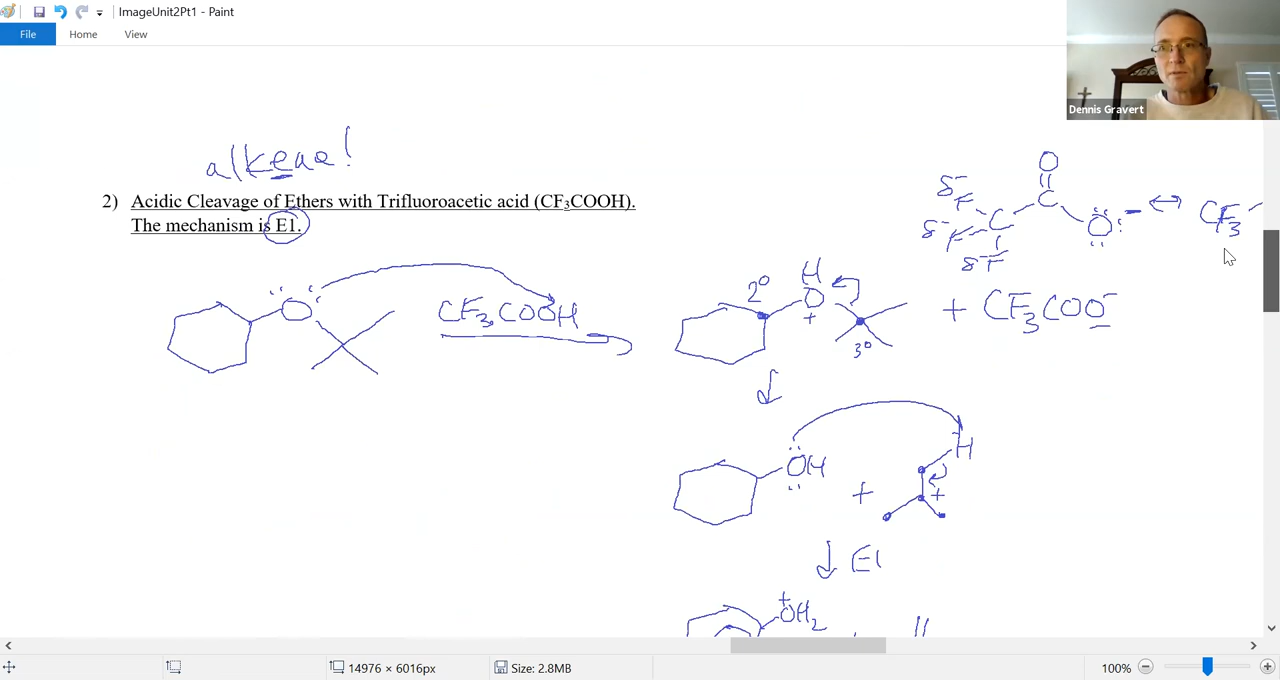 ImageUnit2Pt1 - Paint
File Home View
Dennis Gravert
alkene!
2) Acidic Cleavage of Ethers with Trifluoroacetic acid (CF₃COOH).
The mechanism is E1.
O
δ- F C
δ- F C O -
δ- F
↔ CF₃
O CF₃COOH
H
2° O
+
3°
+ CF₃COO-
OH + H
+
E1
+
OH₂
14976 × 6016px
Size: 2.8MB
100%